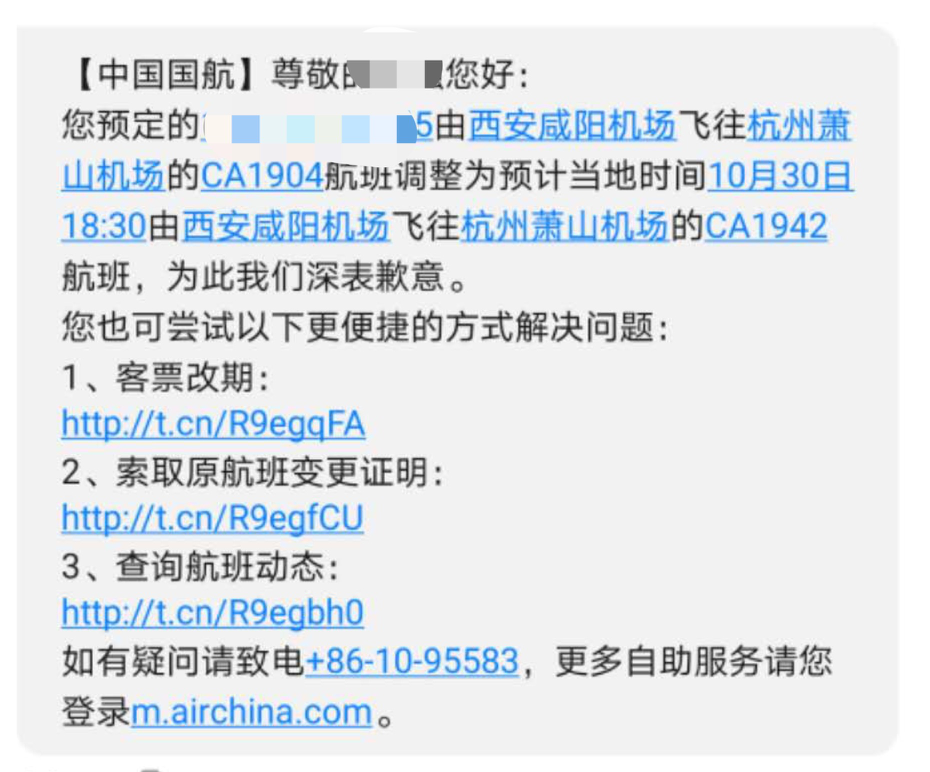 【中国国航】尊敬 您好：
您预定的 5由西安咸阳机场飞往杭州萧
山机场的CA1904航班调整为预计当地时间10月30日
18:30由西安咸阳机场飞往杭州萧山机场的CA1942
航班，为此我们深表歉意。
您也可尝试以下更便捷的方式解决问题：
1、客票改期：
http://t.cn/R9egqFA
2、索取原航班变更证明：
http://t.cn/R9egfCU
3、查询航班动态：
http://t.cn/R9egbh0
如有疑问请致电+86-10-95583，更多自助服务请您
登录m.airchina.com。